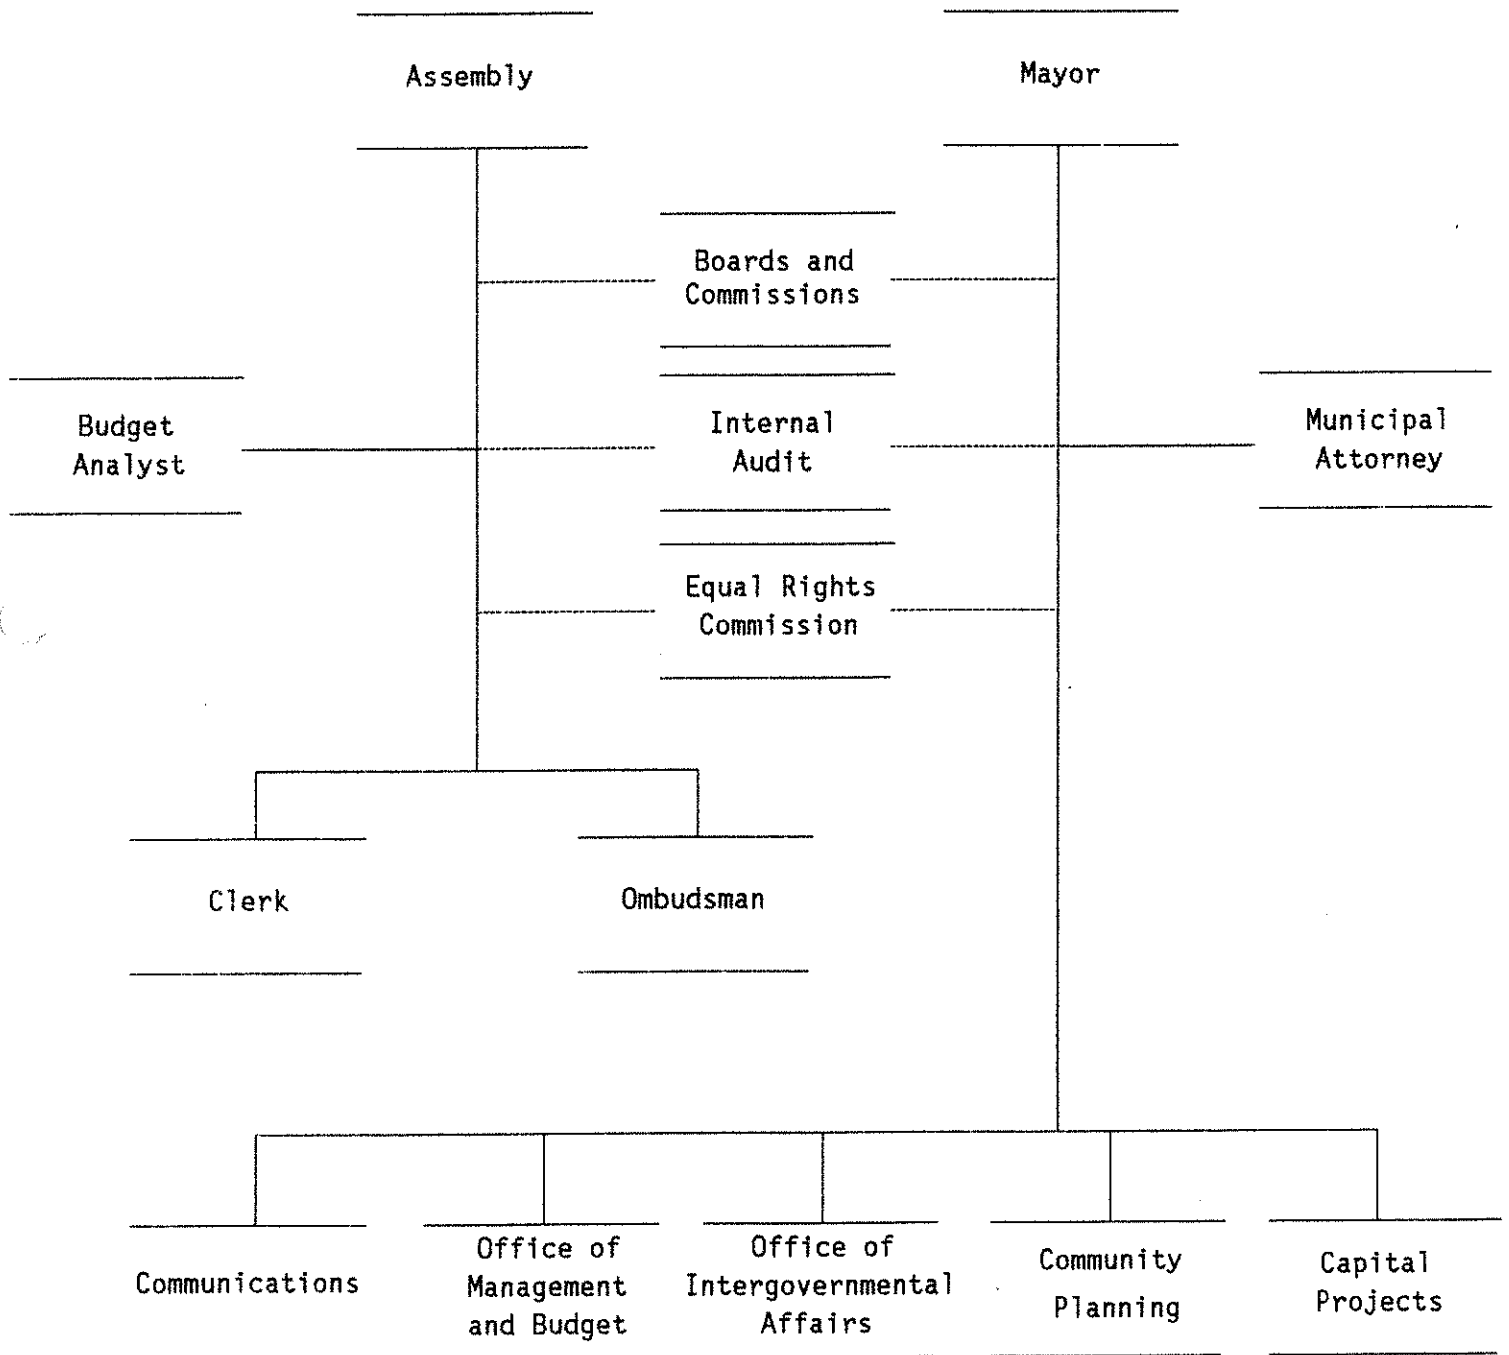 Assembly
Mayor
Boards and
Commissions
Budget
Analyst
Internal
Audit
Municipal
Attorney
Equal Rights
Commission
Clerk
Ombudsman
Communications
Office of
Management
and Budget
Office of
Intergovernmental
Affairs
Community
Planning
Capital
Projects